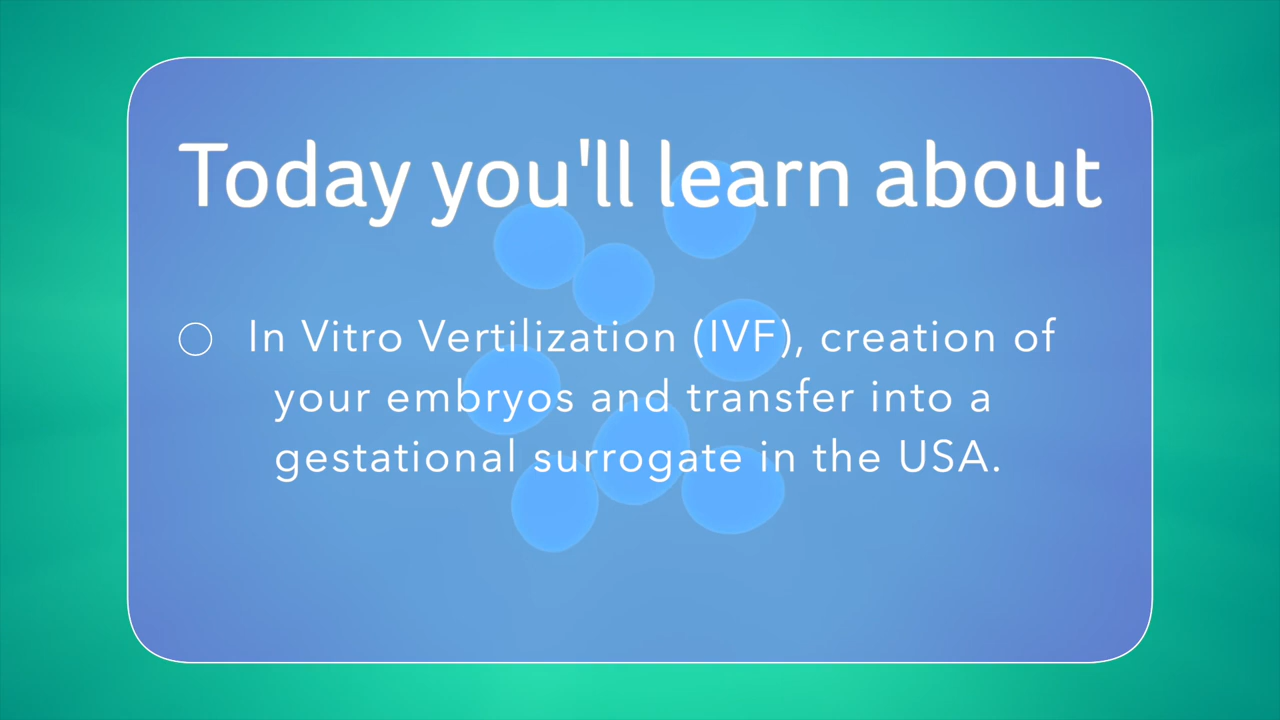 Today you'll learn about
In Vitro Vertilization (IVF), creation of
your embryos and transfer into a
gestational surrogate in the USA.